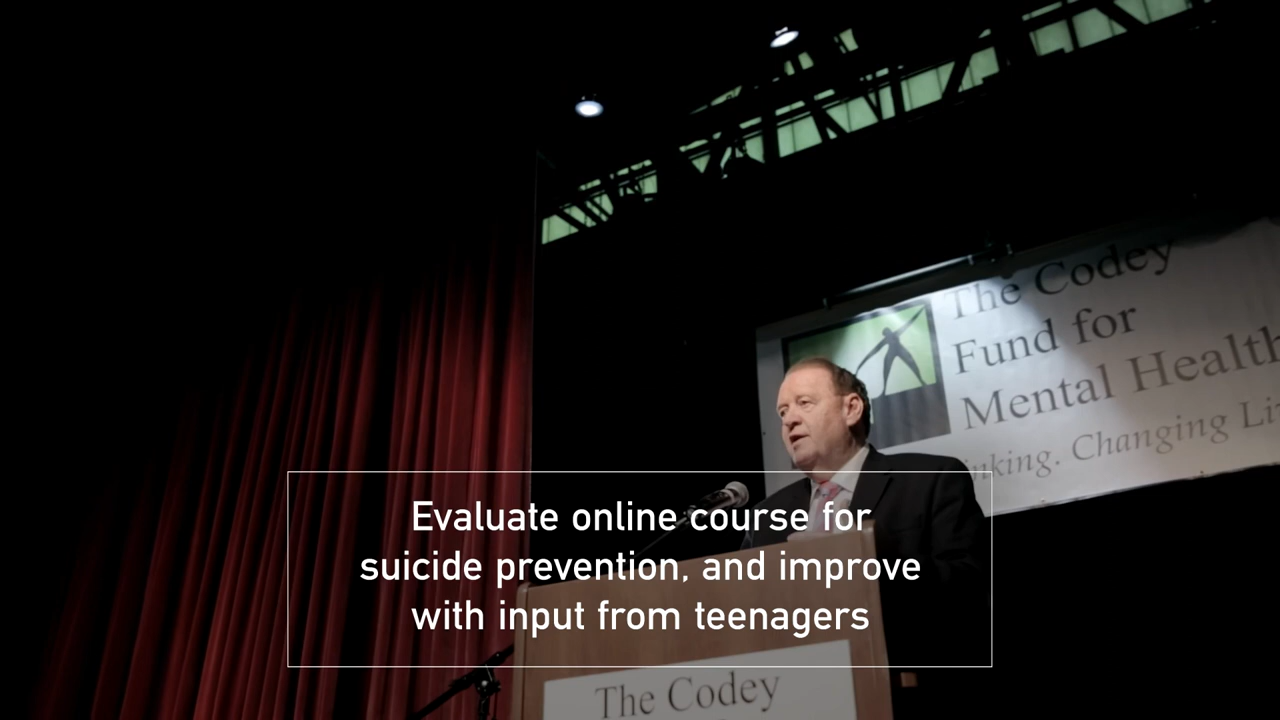 The Codey
Fund for
Mental Health
Changing
Evaluate online course for
suicide prevention, and improve
with input from teenagers
The Codey